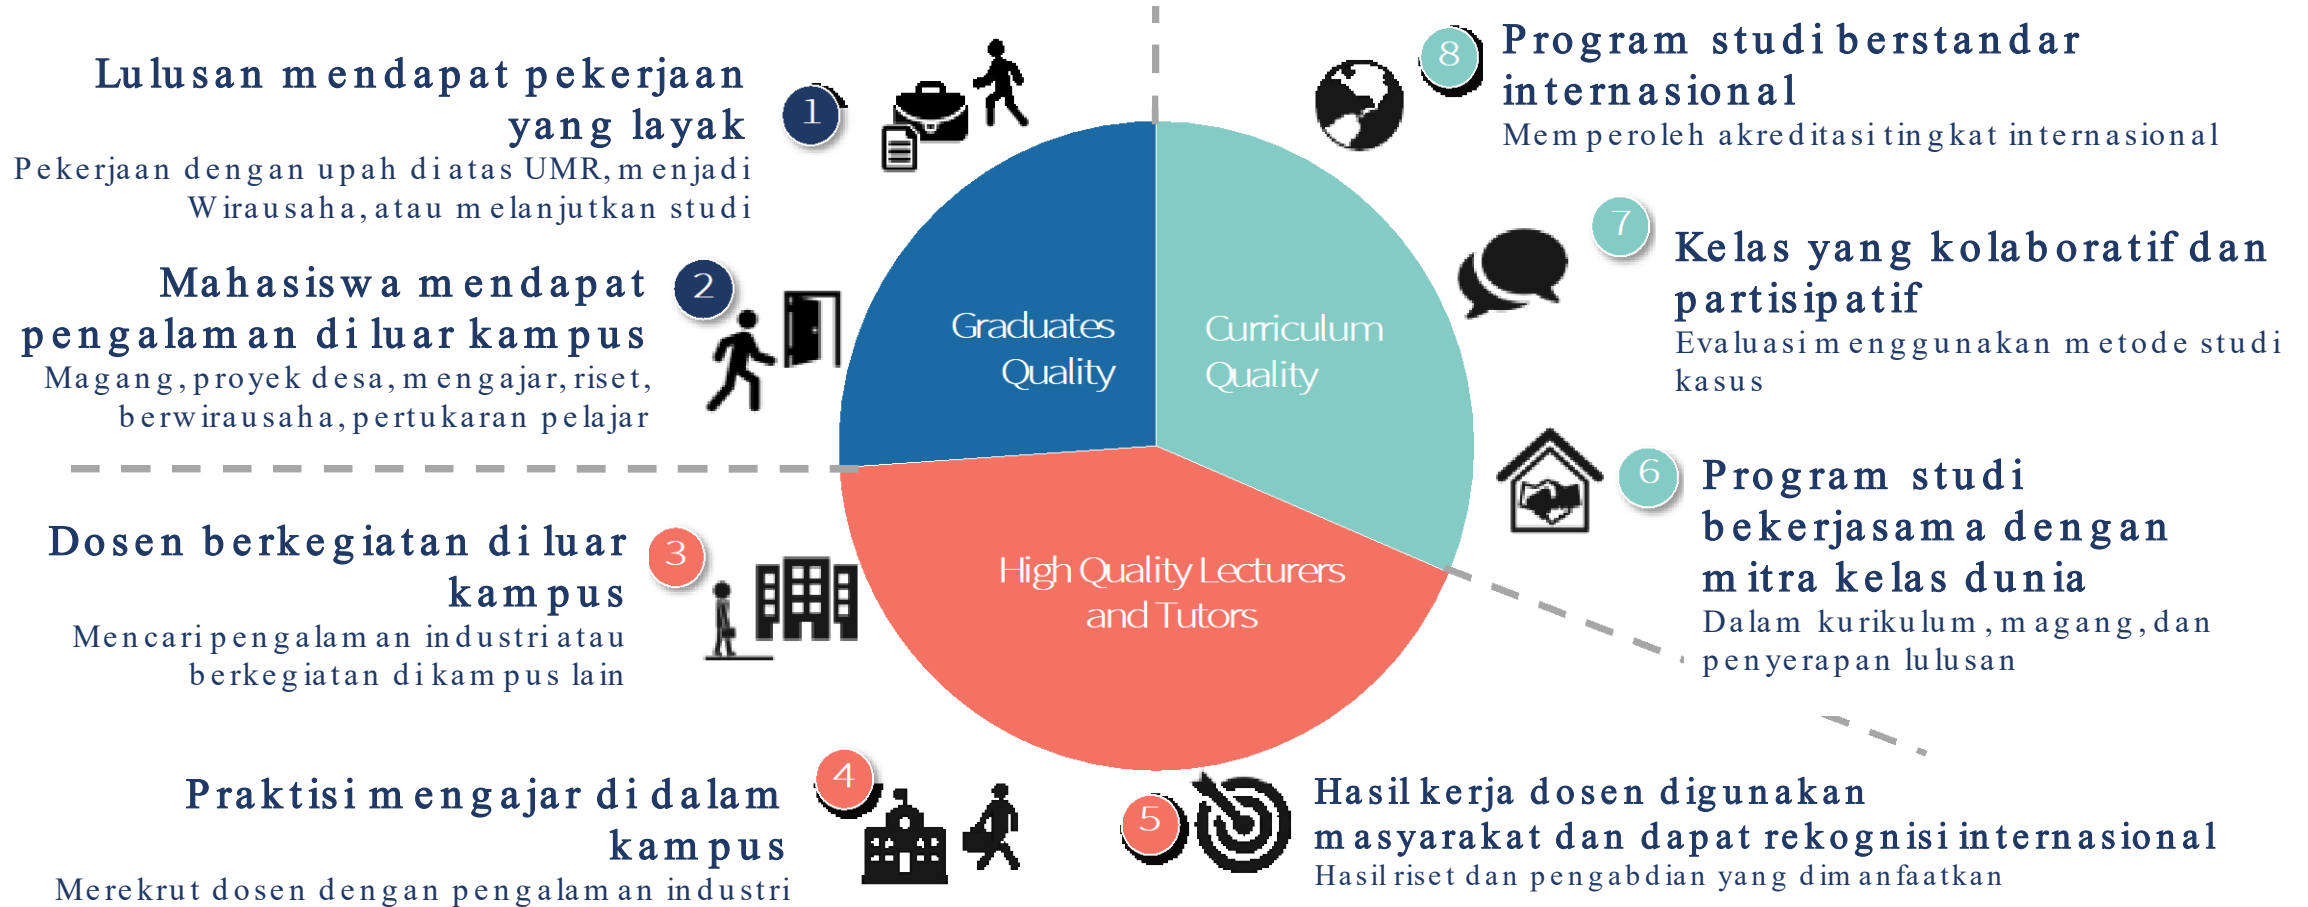 1
Lulusan mendapat pekerjaan
yang layak
Pekerjaan dengan upah diatas UMR, menjadi
Wirausaha, atau melanjutkan studi
2
Mahasiswa mendapat
pengalaman di luar kampus
Magang, proyek desa, mengajar, riset,
berwirausaha, pertukaran pelajar
3
Dosen berkegiatan di luar
kampus
Mencari pengalaman industri atau
berkegiatan di kampus lain
4
Praktisi mengajar di dalam
kampus
Merekrut dosen dengan pengalaman industri
Graduates
Quality
Curriculum
Quality
High Quality Lecturers
and Tutors
8
Program studi berstandar
internasional
Memperoleh akreditasi tingkat internasional
7
Kelas yang kolaboratif dan
partisipatif
Evaluasi menggunakan metode studi
kasus
6
Program studi
bekerjasama dengan
mitra kelas dunia
Dalam kurikulum, magang, dan
penyerapan lulusan
5
Hasil kerja dosen digunakan
masyarakat dan dapat rekognisi internasional
Hasil riset dan pengabdian yang dimanfaatkan